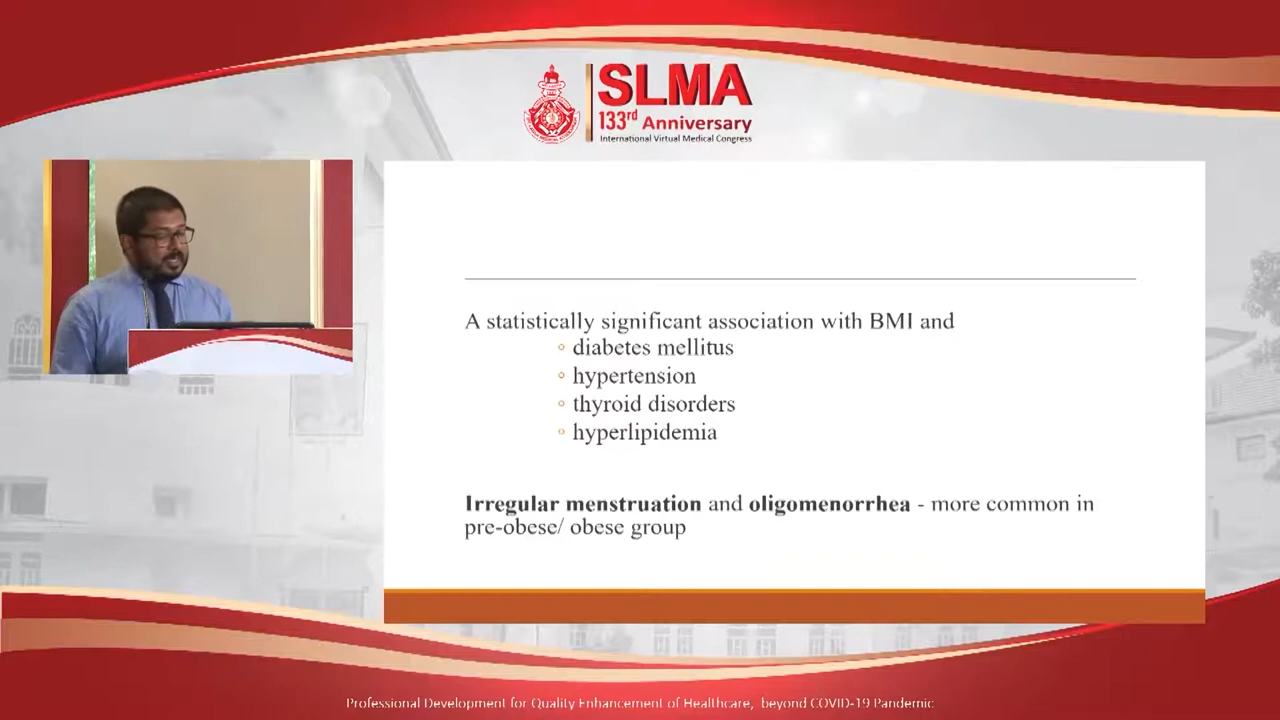 SLMA
133rd Anniversary
International Virtual Medical Congress
A statistically significant association with BMI and
◦ diabetes mellitus
◦ hypertension
◦ thyroid disorders
◦ hyperlipidemia
Irregular menstruation and oligomenorrhea - more common in
pre-obese/ obese group
Professional Development for Quality Enhancement of Healthcare, beyond COVID-19 Pandemic